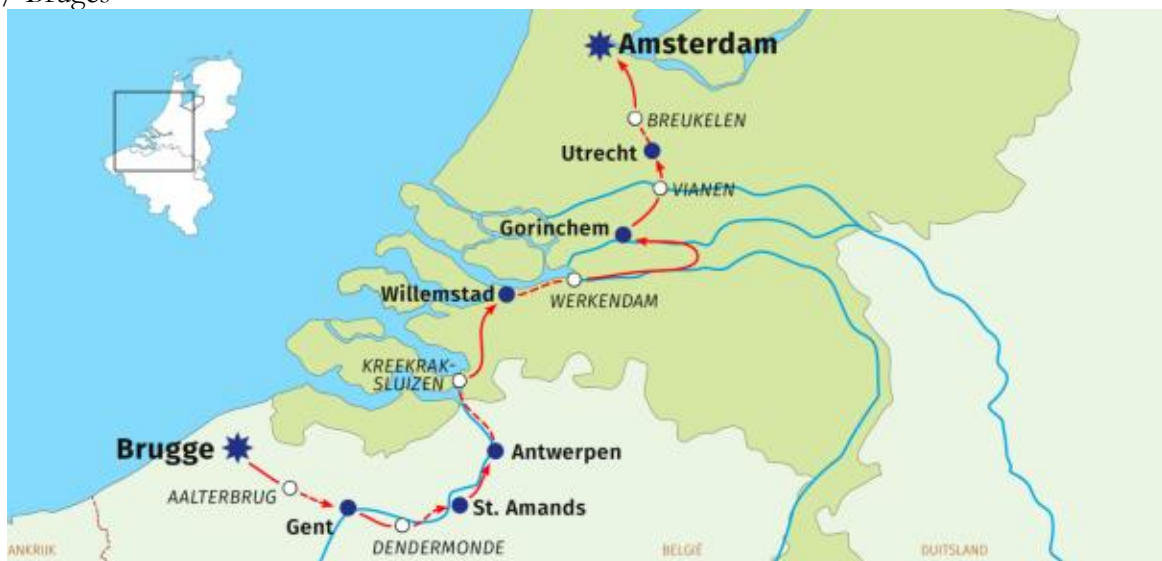 / Bruges
Amsterdam
BREUKELEN
Utrecht
VIANEN
Gorinchem
Willemstad
WERKENDAM
KREEKRAK-
SLUIZEN
Brugge
Antwerpen
AALTERBRUG
St. Amands
Gent
DENDERMONDE
ANKRIJK
BELGIË
DUITSLAND